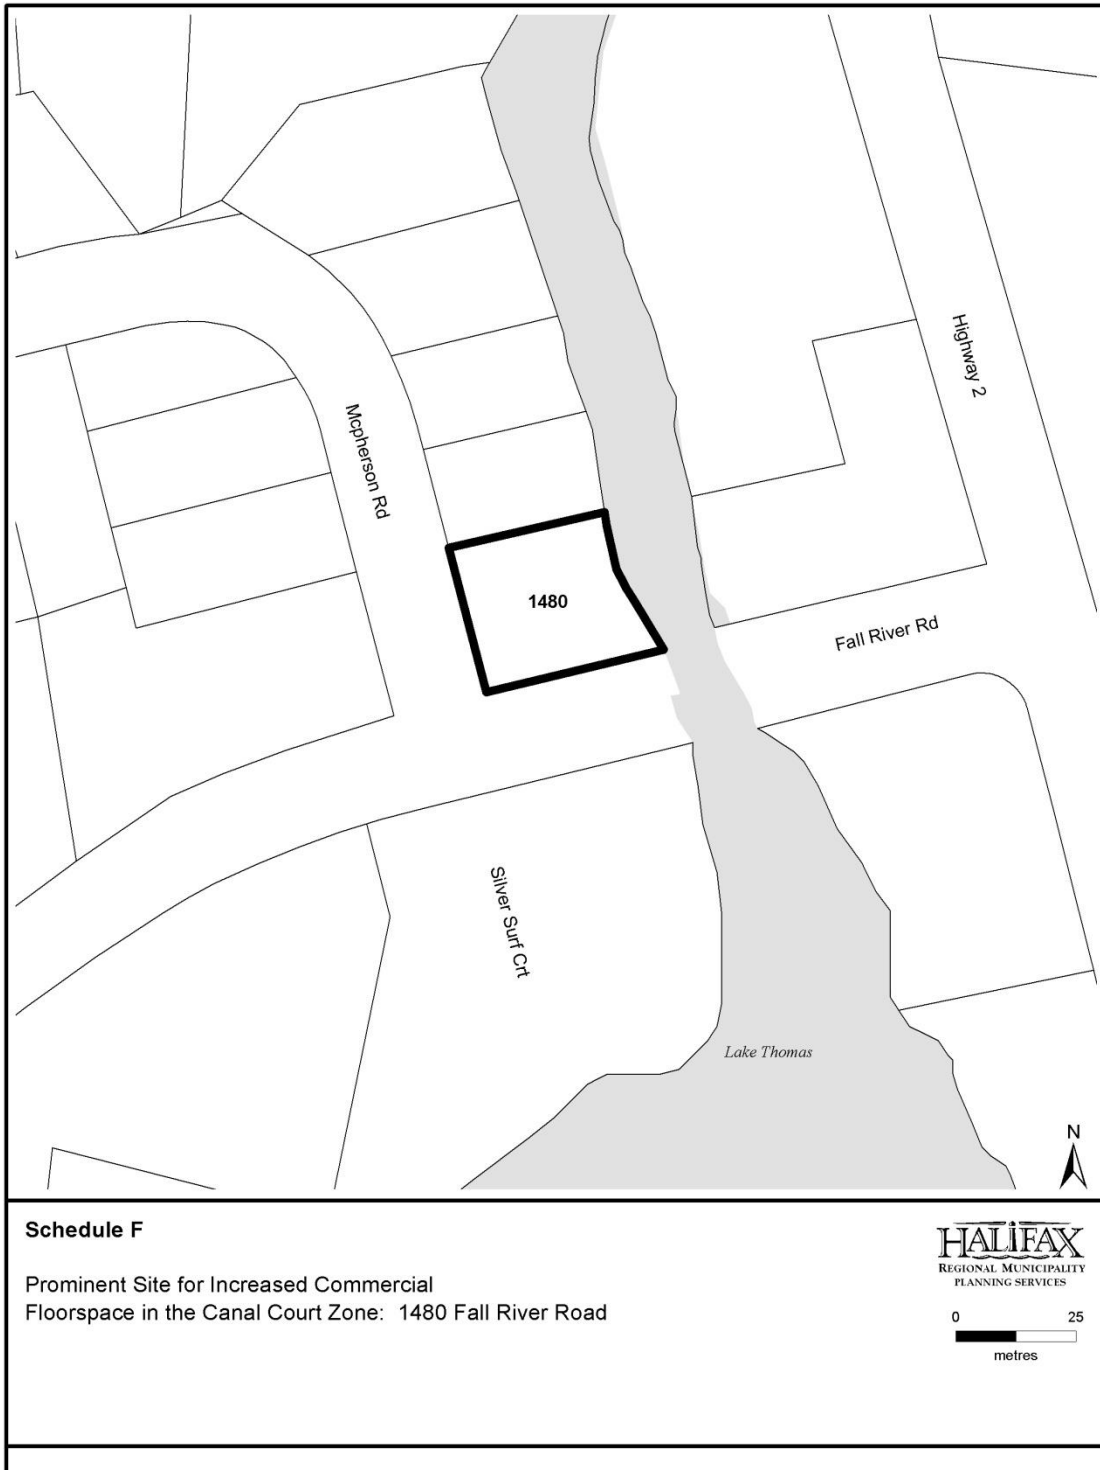 Highway 2
Mcpherson Rd
1480
Fall River Rd
Silver Surf Crt
Lake Thomas
N
Schedule F
Prominent Site for Increased Commercial
Floorspace in the Canal Court Zone: 1480 Fall River Road
HALIFAX
REGIONAL MUNICIPALITY
PLANNING SERVICES
0 25
metres